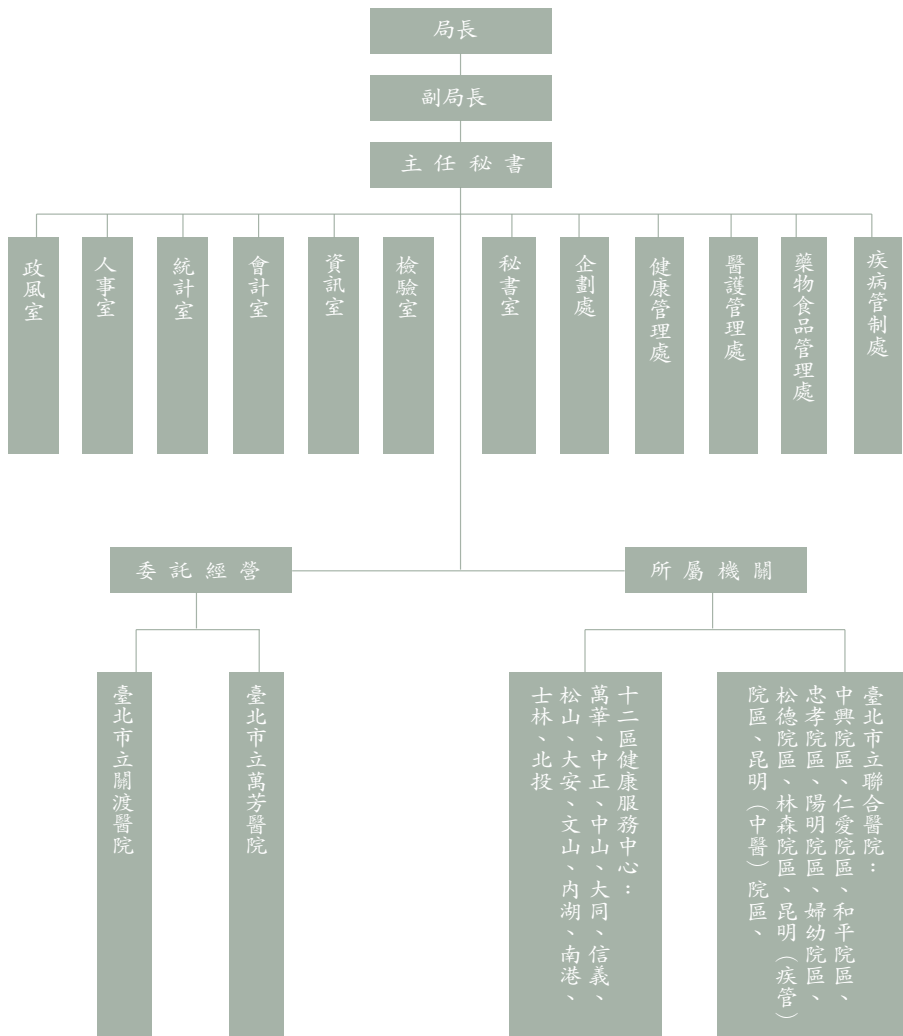 局長
副局長
主任秘書
疾病管制處
藥物食品管理處
醫護管理處
健康管理處
企劃處
秘書室
檢驗室
資訊室
會計室
統計室
人事室
政風室
所屬機關
委託經營
臺北市立聯合醫院：
中興院區、仁愛院區、和平院區、
忠孝院區、陽明院區、婦幼院區、
松德院區、林森院區、昆明（疾管）
院區、昆明（中醫）院區、
十二區健康服務中心：
萬華、中正、中山、大同、信義、
松山、大安、文山、內湖、南港、
士林、北投
臺北市立萬芳醫院
臺北市立關渡醫院